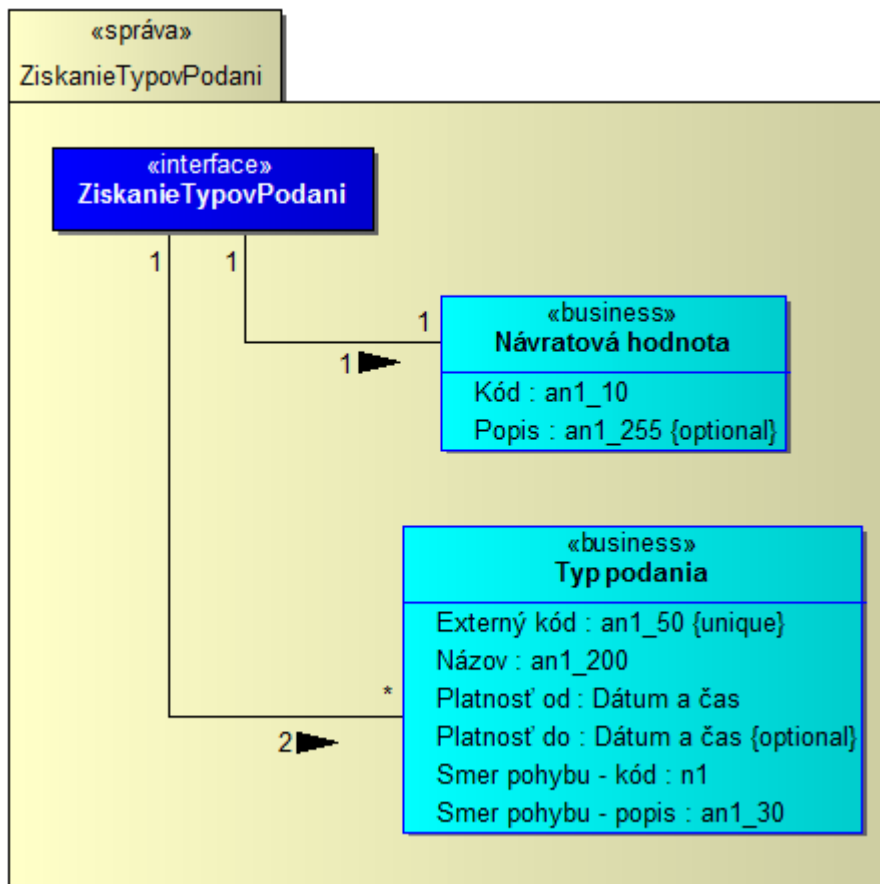 «správa»
ZiskanieTypovPodani
«interface»
ZiskanieTypovPodani
1
1
1
1
«business»
Návratová hodnota
Kód : an1_10
Popis : an1_255 {optional}
«business»
Typ podania
Externý kód : an1_50 {unique}
Názov : an1_200
Platnosť od : Dátum a čas
Platnosť do : Dátum a čas {optional}
Smer pohybu - kód : n1
Smer pohybu - popis : an1_30
*
2